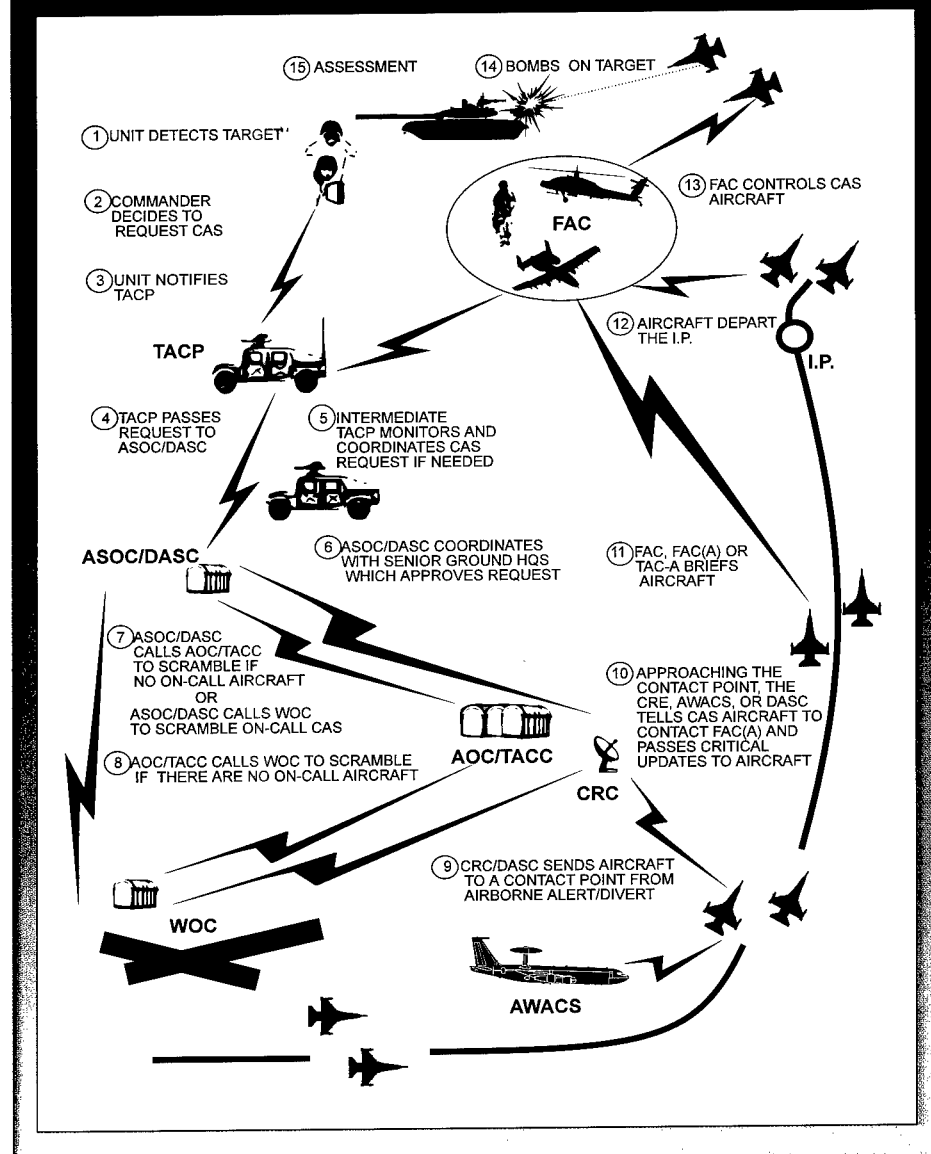 15 ASSESSMENT
14 BOMBS ON TARGET
1 UNIT DETECTS TARGET
13 FAC CONTROLS CAS
AIRCRAFT
2 COMMANDER
DECIDES TO
REQUEST CAS
FAC
3 UNIT NOTIFIES
TACP
12 AIRCRAFT DEPART
THE I.P.
I.P.
TACP
4 TACP PASSES
REQUEST TO
ASOC/DASC
5 INTERMEDIATE
TACP MONITORS AND
COORDINATES CAS
REQUEST IF NEEDED
ASOC/DASC
6 ASOC/DASC COORDINATES
WITH SENIOR GROUND HQS
WHICH APPROVES REQUEST
11 FAC, FAC(A) OR
TAC-A BRIEFS
AIRCRAFT
7 ASOC/DASC
CALLS AOC/TACC
TO SCRAMBLE IF
NO ON-CALL AIRCRAFT
OR
ASOC/DASC CALLS WOC
TO SCRAMBLE ON-CALL CAS
10 APPROACHING THE
CONTACT POINT, THE
CRE, AWACS, OR DASC
TELLS CAS AIRCRAFT TO
CONTACT FAC(A) AND
PASSES CRITICAL
UPDATES TO AIRCRAFT
AOC/TACC
8 AOC/TACC CALLS WOC TO SCRAMBLE
IF THERE ARE NO ON-CALL AIRCRAFT
CRC
9 CRC/DASC SENDS AIRCRAFT
TO A CONTACT POINT FROM
AIRBORNE ALERT/DIVERT
WOC
AWACS